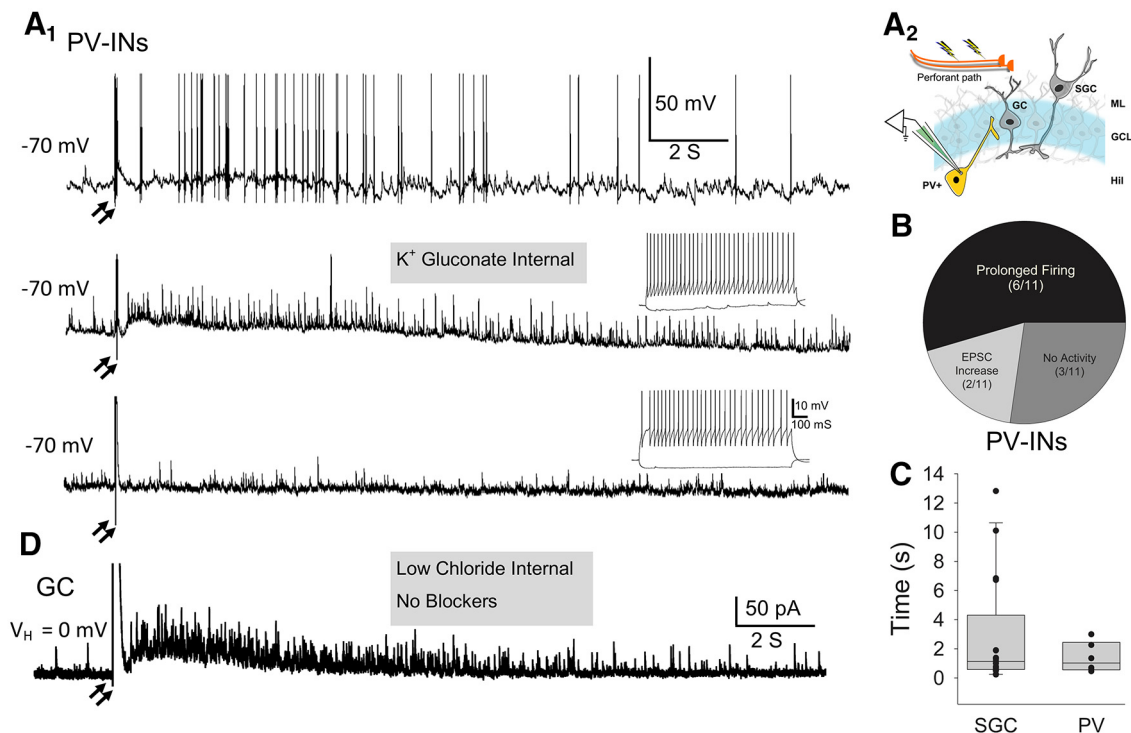 A1
PV-INs
-70 mV
50 mV
2 S
K+ Gluconate Internal
-70 mV
-70 mV
10 mV
100 mS
D
GC
VH = 0 mV
Low Chloride Internal
No Blockers
50 pA
2 S
A2
Perforant path
SGC
GC
ML
GCL
PV+
Hil
B
Prolonged Firing
(6/11)
EPSC
Increase
(2/11)
No Activity
(3/11)
PV-INs
C
Time (s)
14
12
10
8
6
4
2
0
SGC
PV